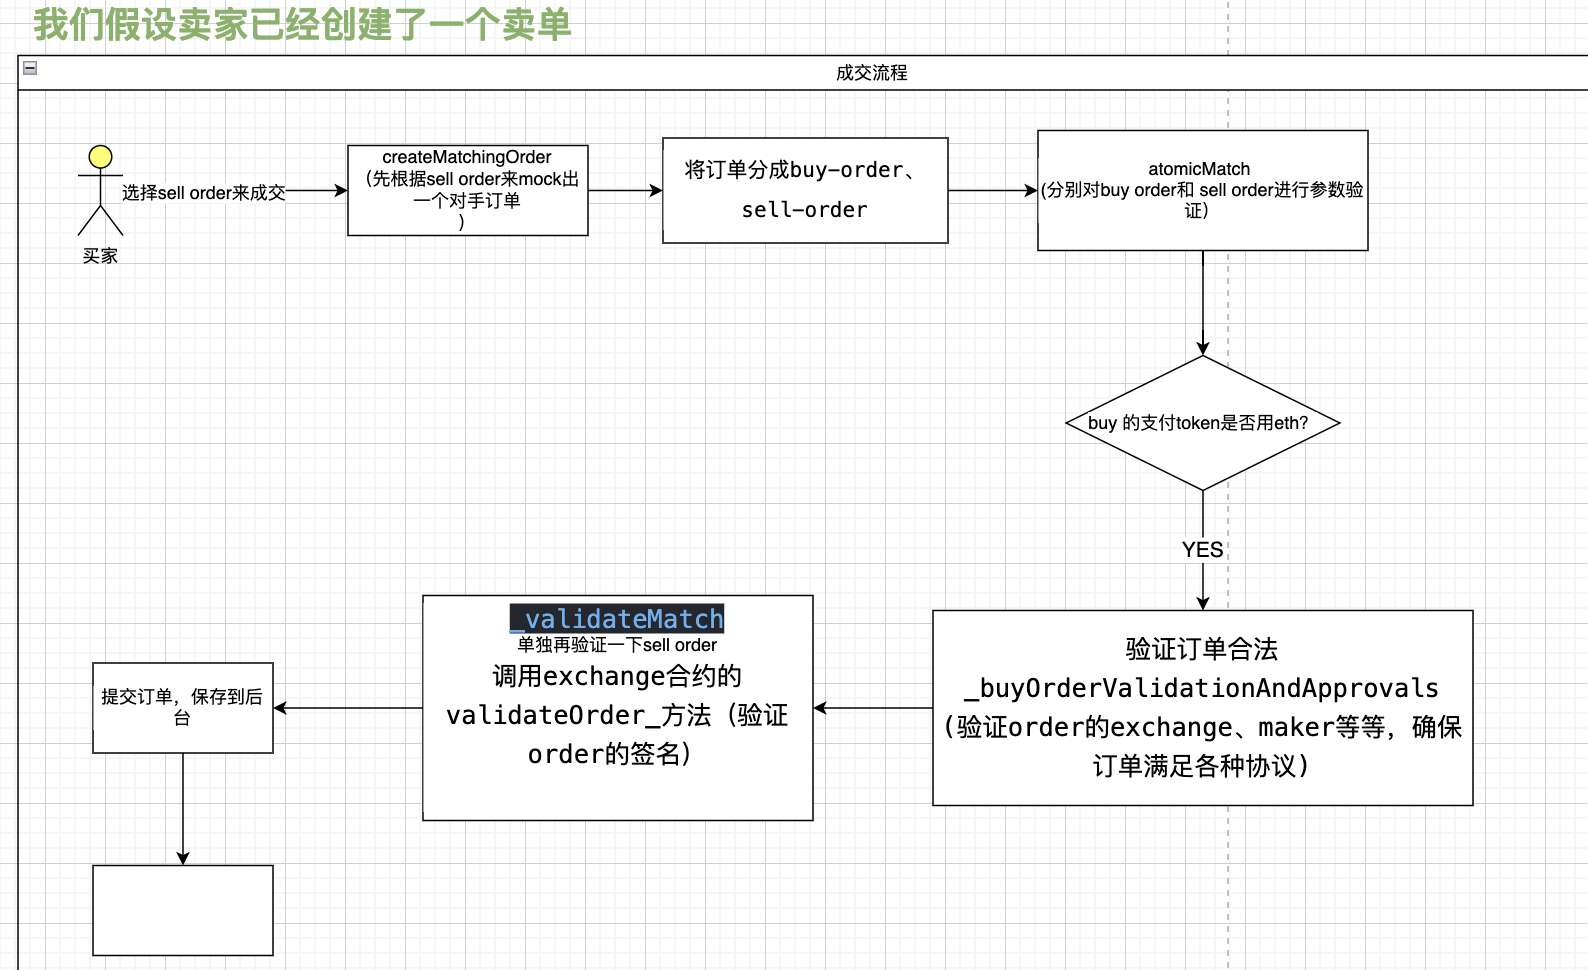 我们假设卖家已经创建了一个卖单
成交流程
选择sell order来成交
买家
createMatchingOrder
(先根据sell order来mock出
一个对手订单
)
将订单分成buy-order、
sell-order
atomicMatch
(分别对buy order和 sell order进行参数验
证)
buy 的支付token是否用eth?
YES
验证订单合法
_buyOrderValidationAndApprovals
(验证order的exchange、maker等等，确保
订单满足各种协议)
_validateMatch
单独再验证一下sell order
调用exchange合约的
validateOrder_方法（验证
order的签名)
提交订单，保存到后
台